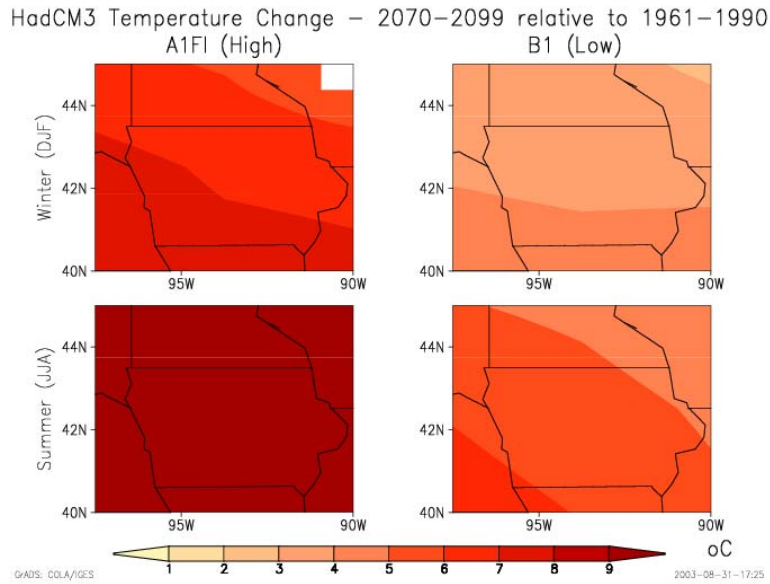 HadCM3 Temperature Change – 2070–2099 relative to 1961–1990
A1FI (High) B1 (Low)
Winter (DJF)
44N 44N
42N 42N
40N 40N
95W 90W 95W 90W
Summer (JJA)
44N 44N
42N 42N
40N 40N
95W 90W 95W 90W
oC
1 2 3 4 5 6 7 8 9
GrADS: COLA/IGES 2003–08–31–17:25